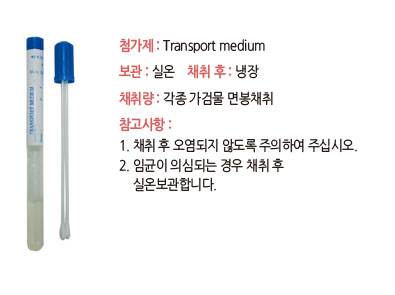 첨가제 : Transport medium
보관 : 실온 채취 후 : 냉장
채취량 : 각종 가검물 면봉채취
참고사항 :
1. 채취 후 오염되지 않도록 주의하여 주십시오.
2. 임균이 의심되는 경우 채취 후
실온보관합니다.
TRANSPORT MEDIUM